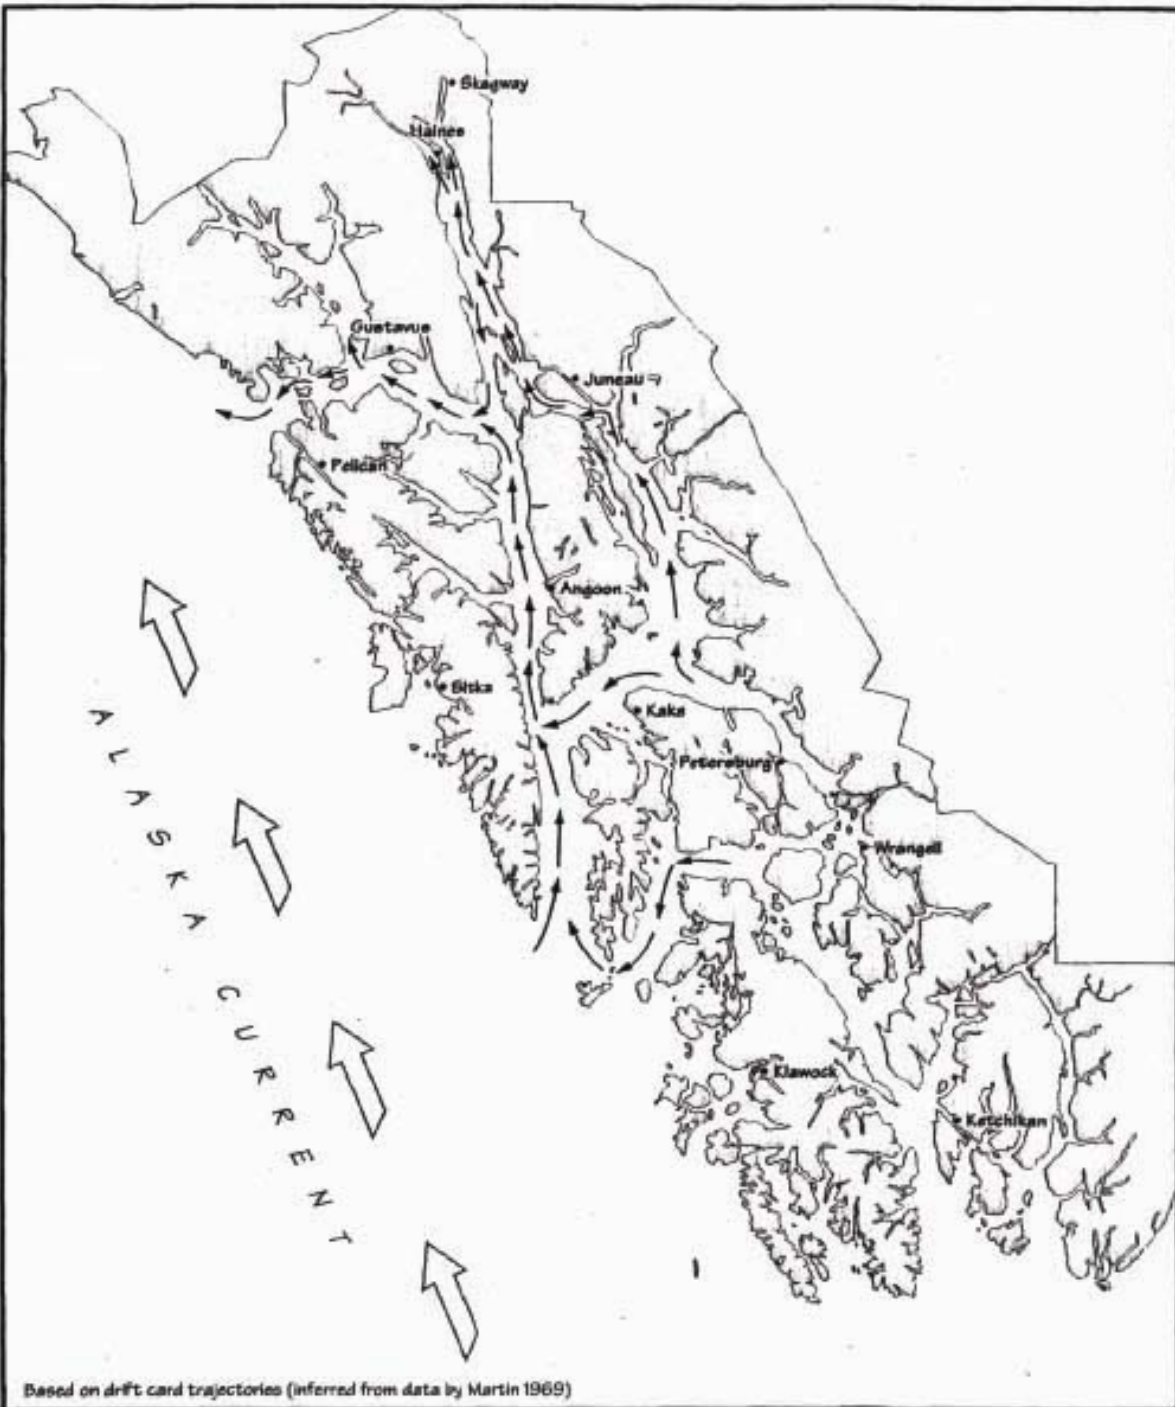 Skagway
Haines
Gustavus
Juneau
Pelican
Angoon
Sitka
Kake
Petersburg
Wrangell
Klawock
Ketchikan
ALASKA CURRENT
Based on drift card trajectories (inferred from data by Martin 1969)